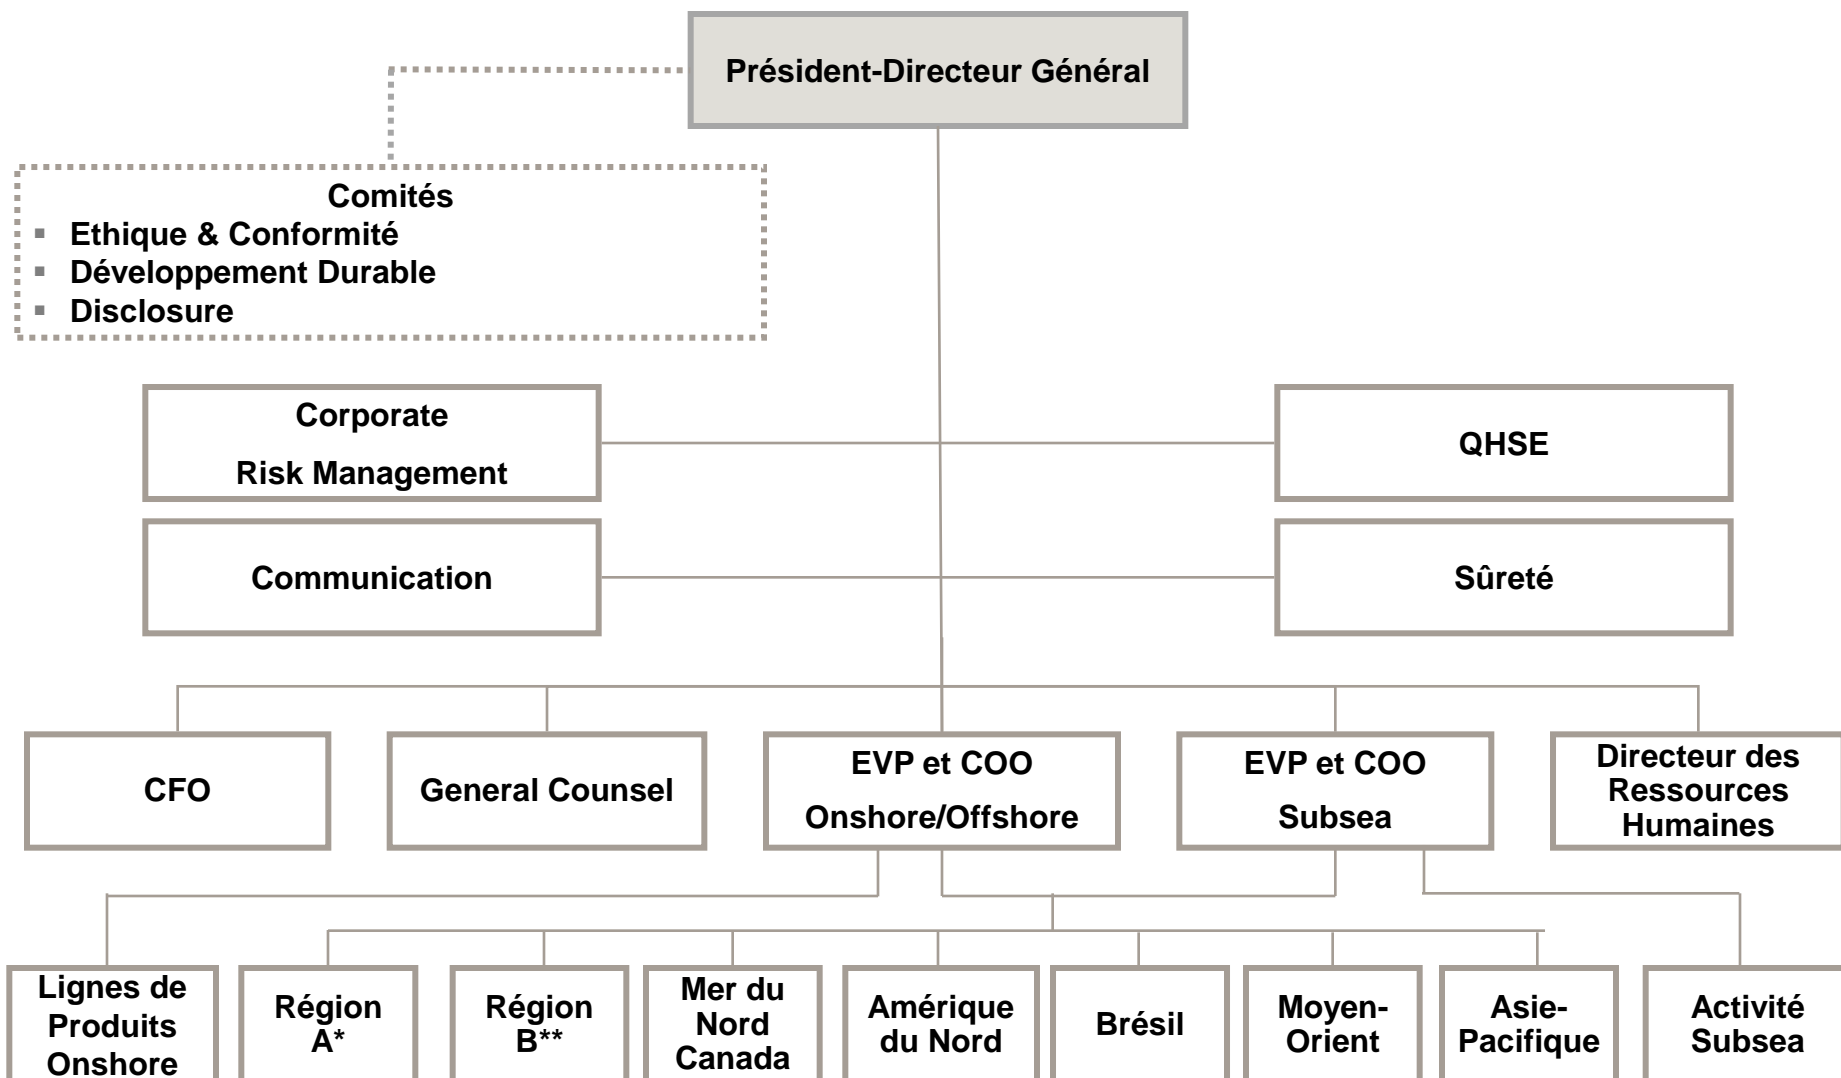 Président-Directeur Général
Comités
▪ Ethique & Conformité
▪ Développement Durable
▪ Disclosure
Corporate
Risk Management
QHSE
Communication
Sûreté
CFO
General Counsel
EVP et COO
Onshore/Offshore
EVP et COO
Subsea
Directeur des
Ressources
Humaines
Lignes de
Produits
Onshore
Région
A*
Région
B**
Mer du
Nord
Canada
Amérique
du Nord
Brésil
Moyen-
Orient
Asie-
Pacifique
Activité
Subsea